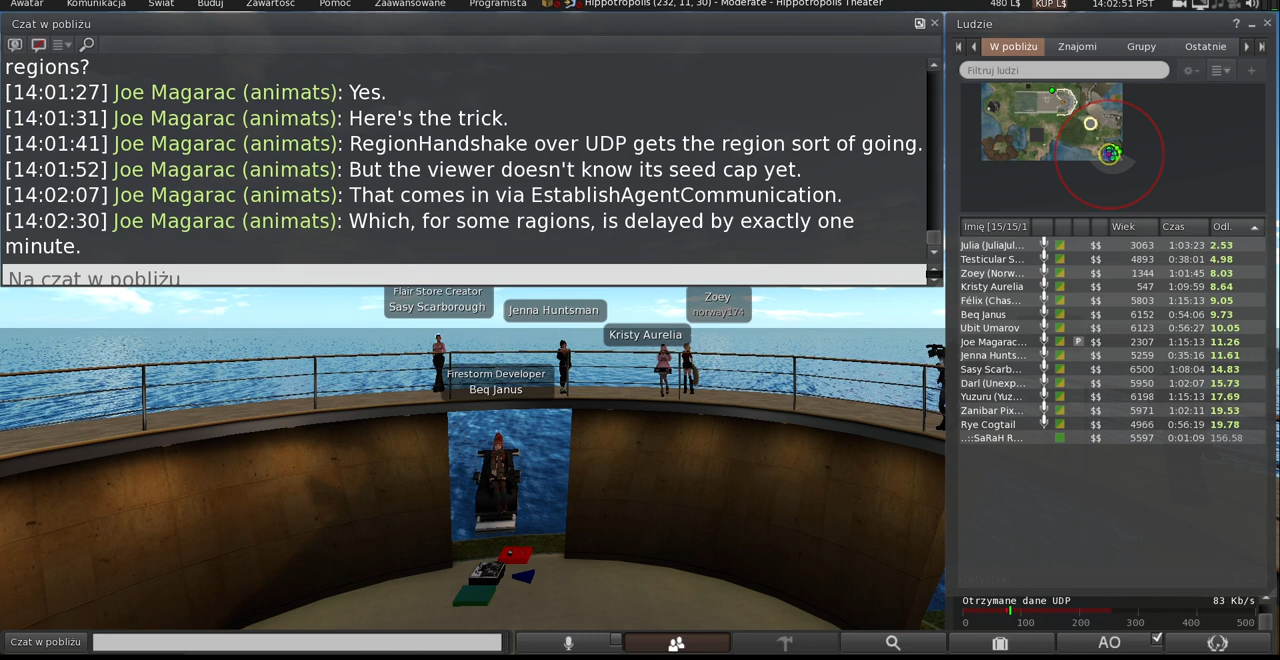 Awatar Komunikacja Świat Buduj Zawartość Pomoc Zaawansowane Programista Hippotropolis (232, 11, 30) - Moderate - Hippotropolis Theater 480 L$ KUP L$ 14:02:51 PST
Czat w pobliżu
regions?
[14:01:27] Joe Magarac (animats): Yes.
[14:01:31] Joe Magarac (animats): Here's the trick.
[14:01:41] Joe Magarac (animats): RegionHandshake over UDP gets the region sort of going.
[14:01:52] Joe Magarac (animats): But the viewer doesn't know its seed cap yet.
[14:02:07] Joe Magarac (animats): That comes in via EstablishAgentCommunication.
[14:02:30] Joe Magarac (animats): Which, for some ragions, is delayed by exactly one
minute.
Na czat w pobliżu
Flair Store Creator
Sasy Scarborough
Jenna Huntsman
Zoey
norway174
Kristy Aurelia
Firestorm Developer
Beq Janus
Ludzie
W pobliżu Znajomi Grupy Ostatnie
Filtruj ludzi
Imię [15/15/1 Wiek Czas Odl.
Julia (JuliaJul... $$ 3063 1:03:23 2.53
Testicular S... $$ 4893 0:38:01 4.98
Zoey (Norw... $$ 1344 1:01:45 8.03
Kristy Aurelia $$ 547 1:09:59 8.64
Félix (Chas... $$ 5803 1:15:13 9.05
Beq Janus $$ 6152 0:54:06 9.73
Ubit Umarov $$ 6123 0:56:27 10.05
Joe Magarac... P $$ 2307 1:15:13 11.26
Jenna Hunts... $$ 5259 0:35:16 11.61
Sasy Scarb... $$ 6500 1:08:04 14.83
Darl (Unexp... $$ 5950 1:02:07 15.73
Yuzuru (Yuz... $$ 6198 1:15:13 17.69
Zanibar Pix... $$ 5971 1:02:11 19.53
Rye Cogtail $$ 4966 0:56:19 19.78
..::SaRaH R... $$ 5597 0:01:09 156.58
Otrzymane dane UDP 83 Kb/s
0 100 200 300 400 500
Czat w pobliżu AO